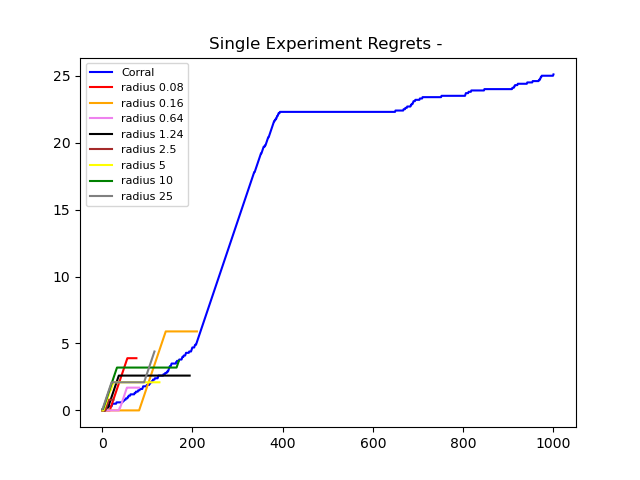 Single Experiment Regrets -
25
20
15
10
5
0
Corral
radius 0.08
radius 0.16
radius 0.64
radius 1.24
radius 2.5
radius 5
radius 10
radius 25
0 200 400 600 800 1000